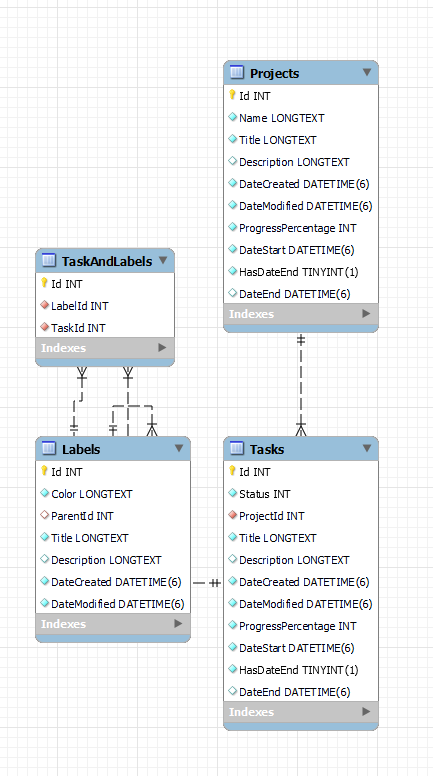 Projects
Id INT
Name LONGTEXT
Title LONGTEXT
Description LONGTEXT
DateCreated DATETIME(6)
DateModified DATETIME(6)
ProgressPercentage INT
DateStart DATETIME(6)
HasDateEnd TINYINT(1)
DateEnd DATETIME(6)
Indexes
TaskAndLabels
Id INT
LabelId INT
TaskId INT
Indexes
Labels
Id INT
Color LONGTEXT
ParentId INT
Title LONGTEXT
Description LONGTEXT
DateCreated DATETIME(6)
DateModified DATETIME(6)
Indexes
Tasks
Id INT
Status INT
ProjectId INT
Title LONGTEXT
Description LONGTEXT
DateCreated DATETIME(6)
DateModified DATETIME(6)
ProgressPercentage INT
DateStart DATETIME(6)
HasDateEnd TINYINT(1)
DateEnd DATETIME(6)
Indexes